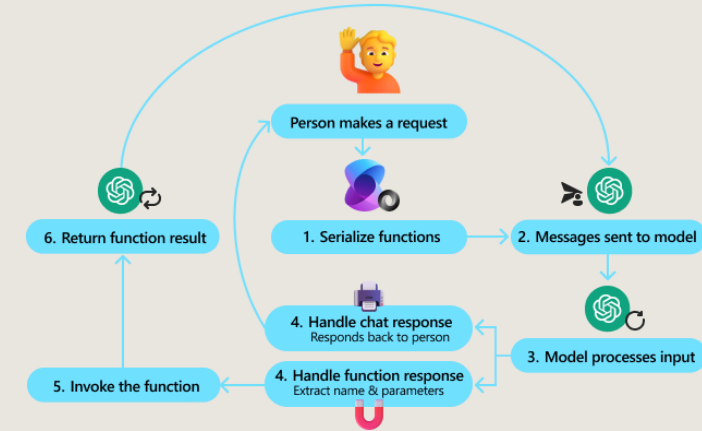 Person makes a request
1. Serialize functions
2. Messages sent to model
3. Model processes input
4. Handle chat response
Responds back to person
4. Handle function response
Extract name & parameters
5. Invoke the function
6. Return function result